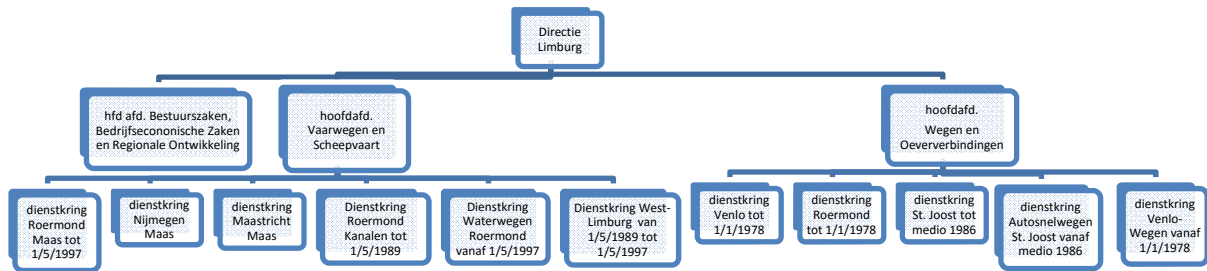 Directie
Limburg
hfd afd. Bestuurszaken,
Bedrijfsecononische Zaken
en Regionale Ontwikkeling
hoofdafd.
Vaarwegen en
Scheepvaart
hoofdafd.
Wegen en
Oeververbindingen
dienstkring
Roermond
Maas tot
1/5/1997
dienstkring
Nijmegen
Maas
dienstkring
Maastricht
Maas
Dienstkring
Roermond
Kanalen tot
1/5/1989
Dienstkring
Waterwegen
Roermond
vanaf 1/5/1997
Dienstkring West-
Limburg van
1/5/1989 tot
1/5/1997
dienstkring
Venlo tot
1/1/1978
dienstkring
Roermond
tot 1/1/1978
dienstkring
St. Joost tot
medio 1986
dienstkring
Autosnelwegen
St. Joost vanaf
medio 1986
dienstkring
Venlo-
Wegen vanaf
1/1/1978